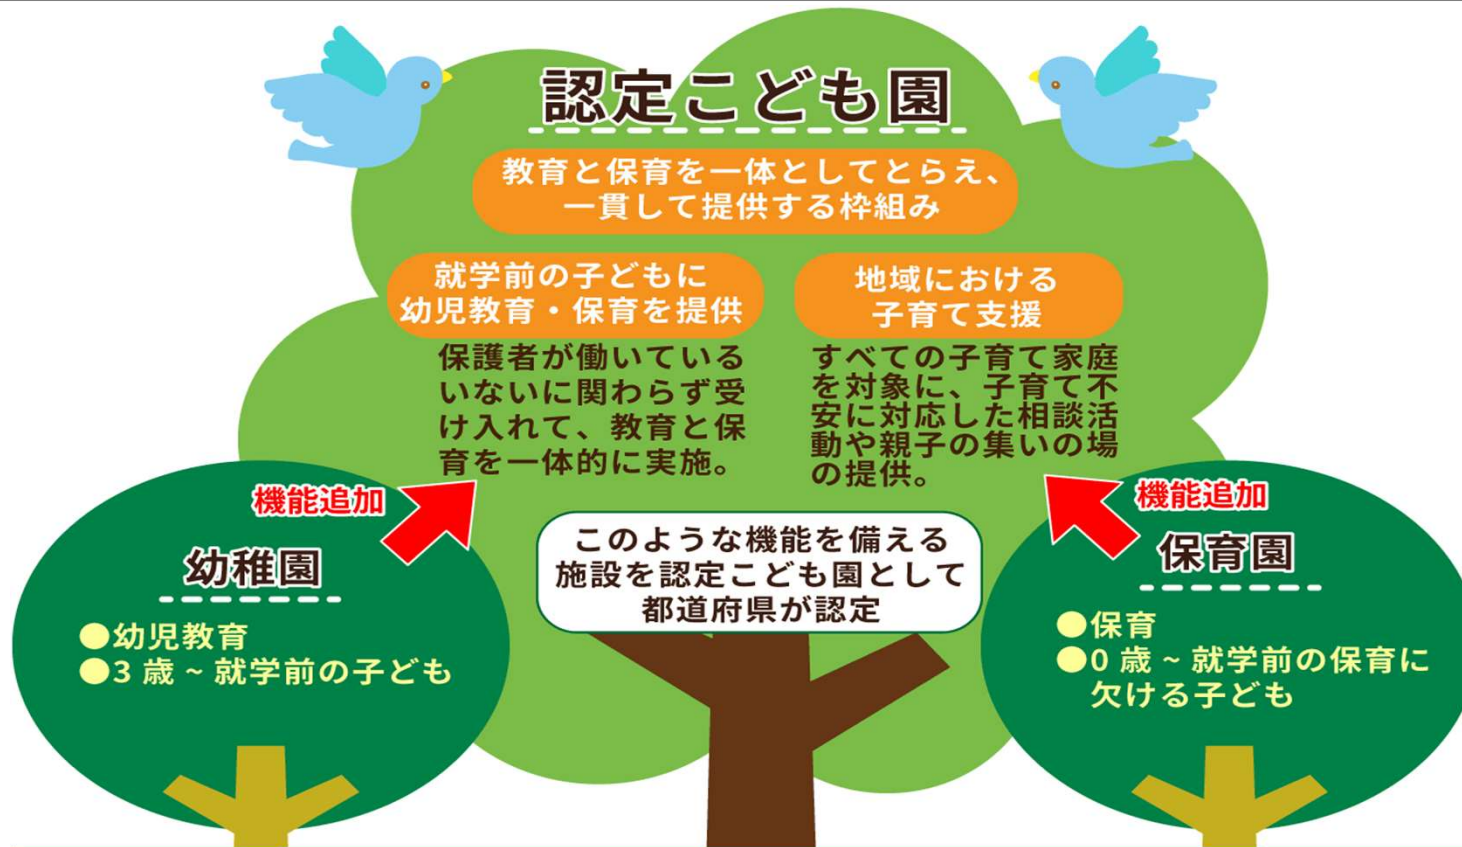 認定こども園
教育と保育を一体としてとらえ、
一貫して提供する枠組み
就学前の子どもに
幼児教育・保育を提供
保護者が働いている
いないに関わらず受
け入れて、教育と保
育を一体的に実施。
地域における
子育て支援
すべての子育て家庭
を対象に、子育て不
安に対応した相談活
動や親子の集いの場
の提供。
機能追加
幼稚園
●幼児教育
●3 歳 ~ 就学前の子ども
このような機能を備える
施設を認定こども園として
都道府県が認定
機能追加
保育園
●保育
●0 歳 ~ 就学前の保育に
欠ける子ども